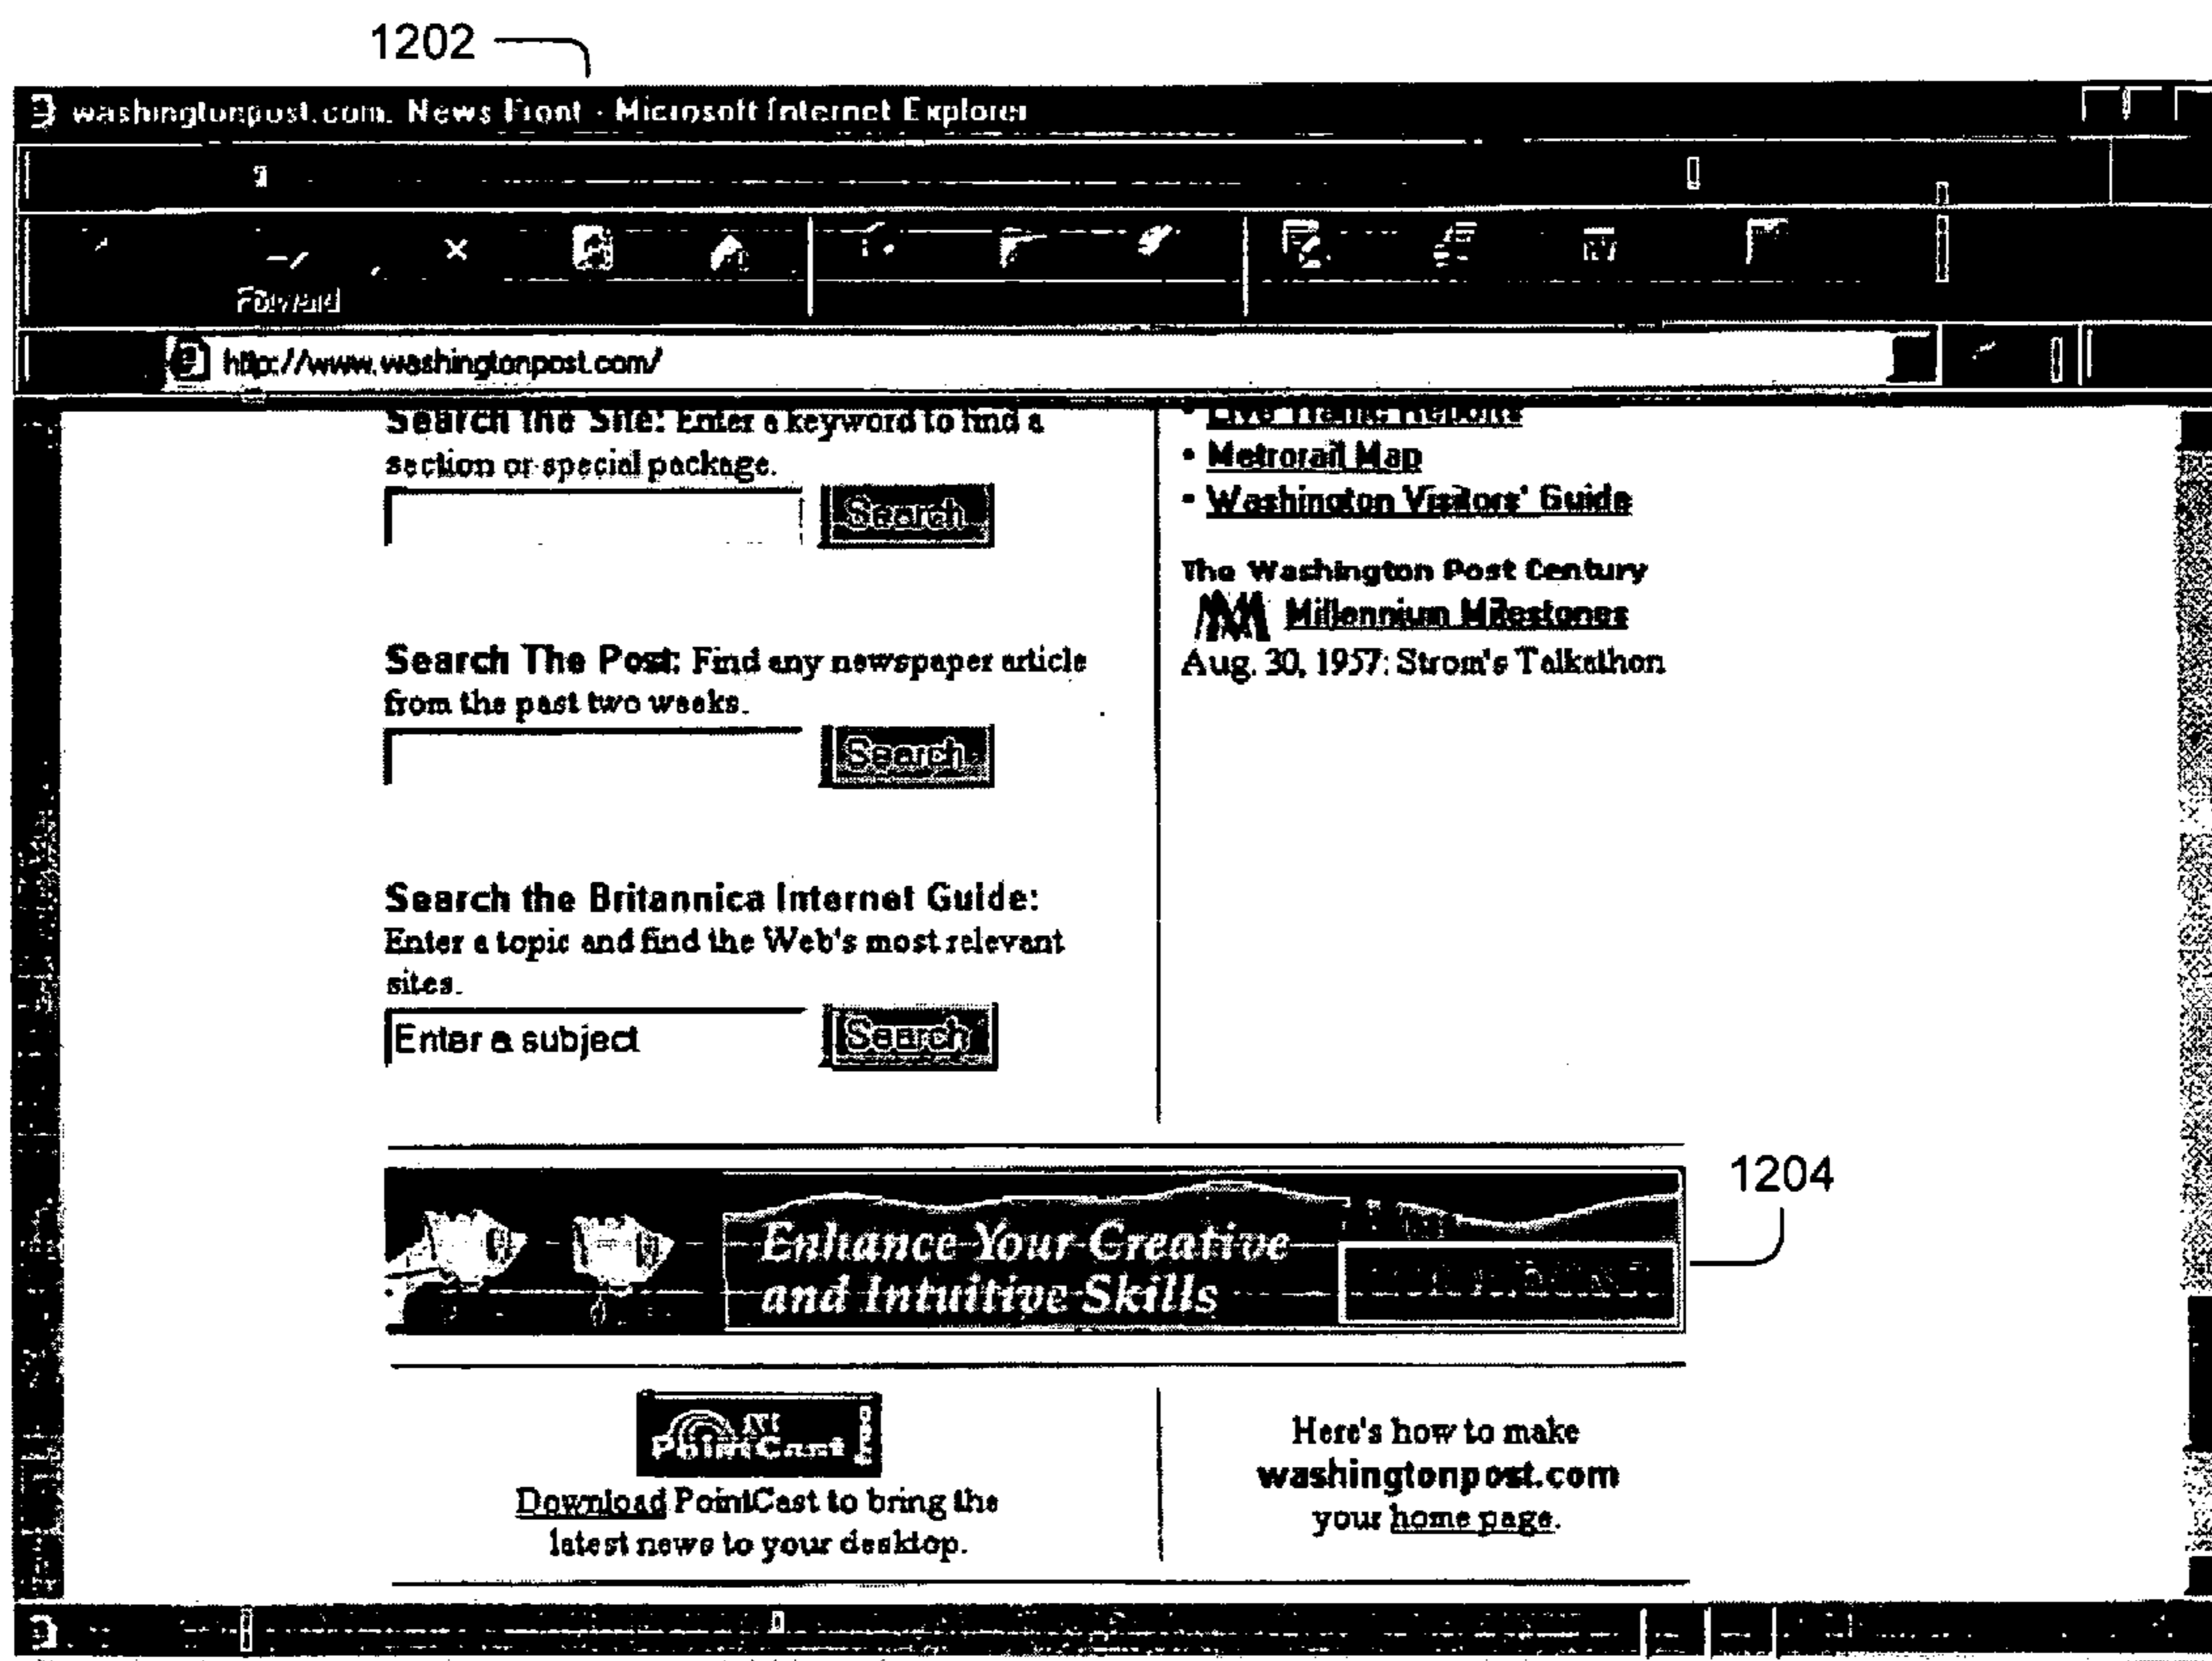 1202
washingtonpost.com. News Front - Microsoft Internet Explorer
Forward
http://www.washingtonpost.com/
Search the Site: Enter a keyword to find a
section or special package.
Search
Search The Post: Find any newspaper article
from the past two weeks.
Search
Search the Britannica Internet Guide:
Enter a topic and find the Web's most relevant
sites.
Enter a subject
Search
• Live Traffic Reports
• Metrorail Map
• Washington Visitors' Guide
The Washington Post Century
Millennium Milestones
Aug. 30, 1957: Strom's Talkathon
1204
Enhance Your Creative
and Intuitive Skills
PointCast
Download PointCast to bring the
latest news to your desktop.
Here's how to make
washingtonpost.com
your home page.